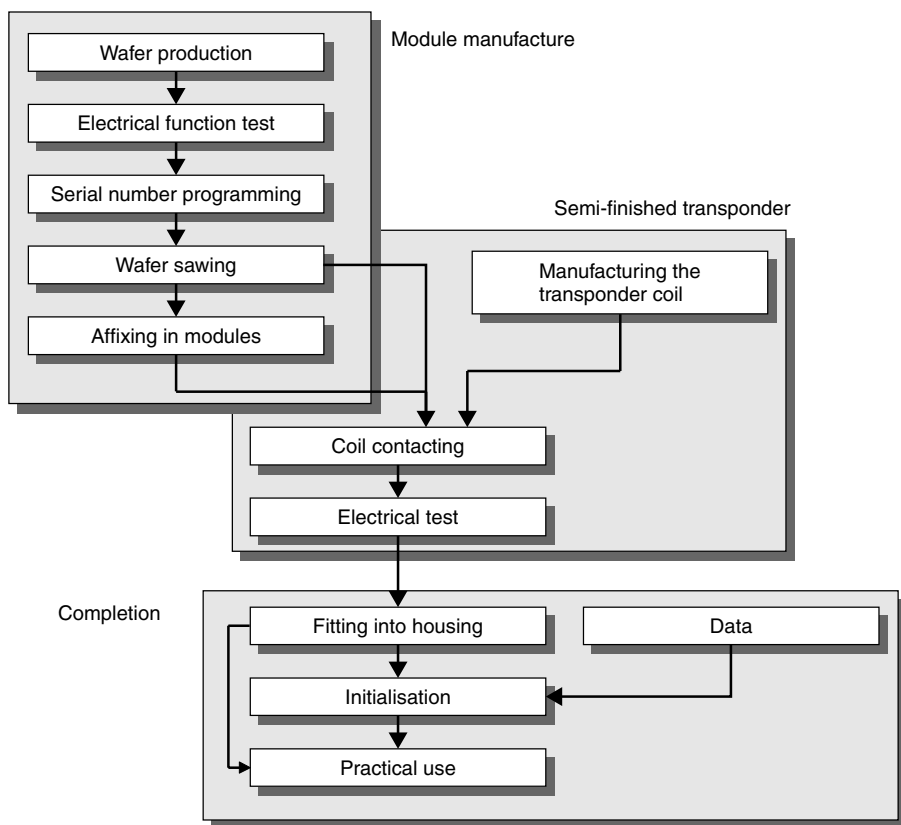 Module manufacture
Wafer production
Electrical function test
Serial number programming
Wafer sawing
Affixing in modules
Semi-finished transponder
Manufacturing the
transponder coil
Coil contacting
Electrical test
Completion
Fitting into housing
Data
Initialisation
Practical use